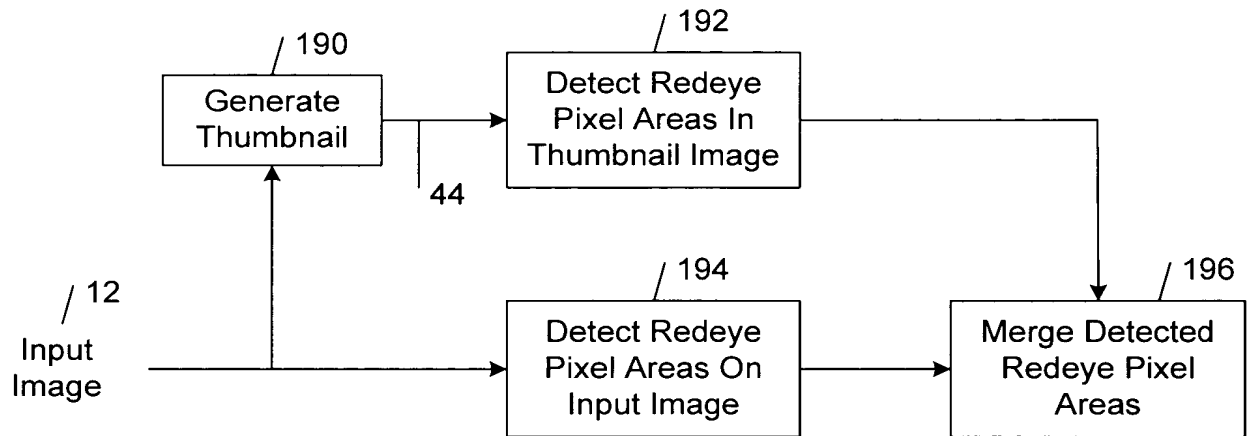 190
Generate
Thumbnail
44
192
Detect Redeye
Pixel Areas In
Thumbnail Image
12
Input
Image
194
Detect Redeye
Pixel Areas On
Input Image
196
Merge Detected
Redeye Pixel
Areas